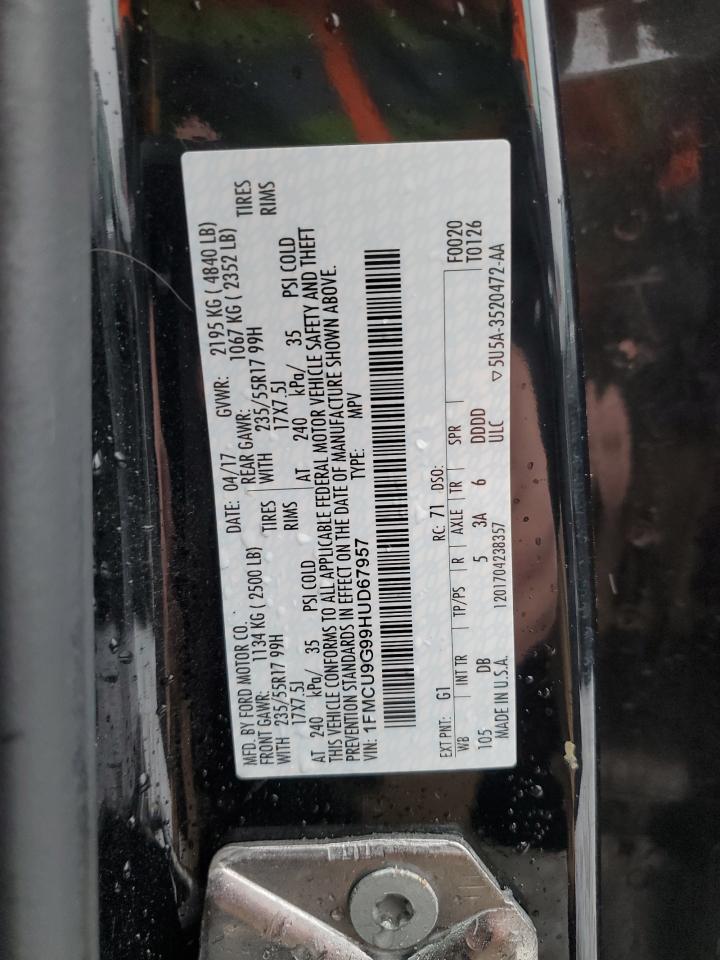 MFD. BY FORD MOTOR CO. DATE: 04/17 GVWR: 2195 KG ( 4840 LB)
FRONT GAWR: 1134 KG ( 2500 LB) REAR GAWR: 1067 KG ( 2352 LB)
WITH 235/55R17 99H TIRES WITH 235/55R17 99H TIRES
17X7.5J RIMS 17X7.5J RIMS
AT 240 kPa/ 35 PSI COLD AT 240 kPa/ 35 PSI COLD
THIS VEHICLE CONFORMS TO ALL APPLICABLE FEDERAL MOTOR VEHICLE SAFETY AND THEFT
PREVENTION STANDARDS IN EFFECT ON THE DATE OF MANUFACTURE SHOWN ABOVE.
VIN: 1FMCU9G99HUD67957 TYPE: MPV
EXT PNT: G1 RC: 71 DSO: F0020
WB INT TR TP/PS R AXLE TR SPR T0126
105 DB 5 3A 6 DDDD
MADE IN U.S.A. 1201704238357 ULC ▽5U5A-3520472-AA